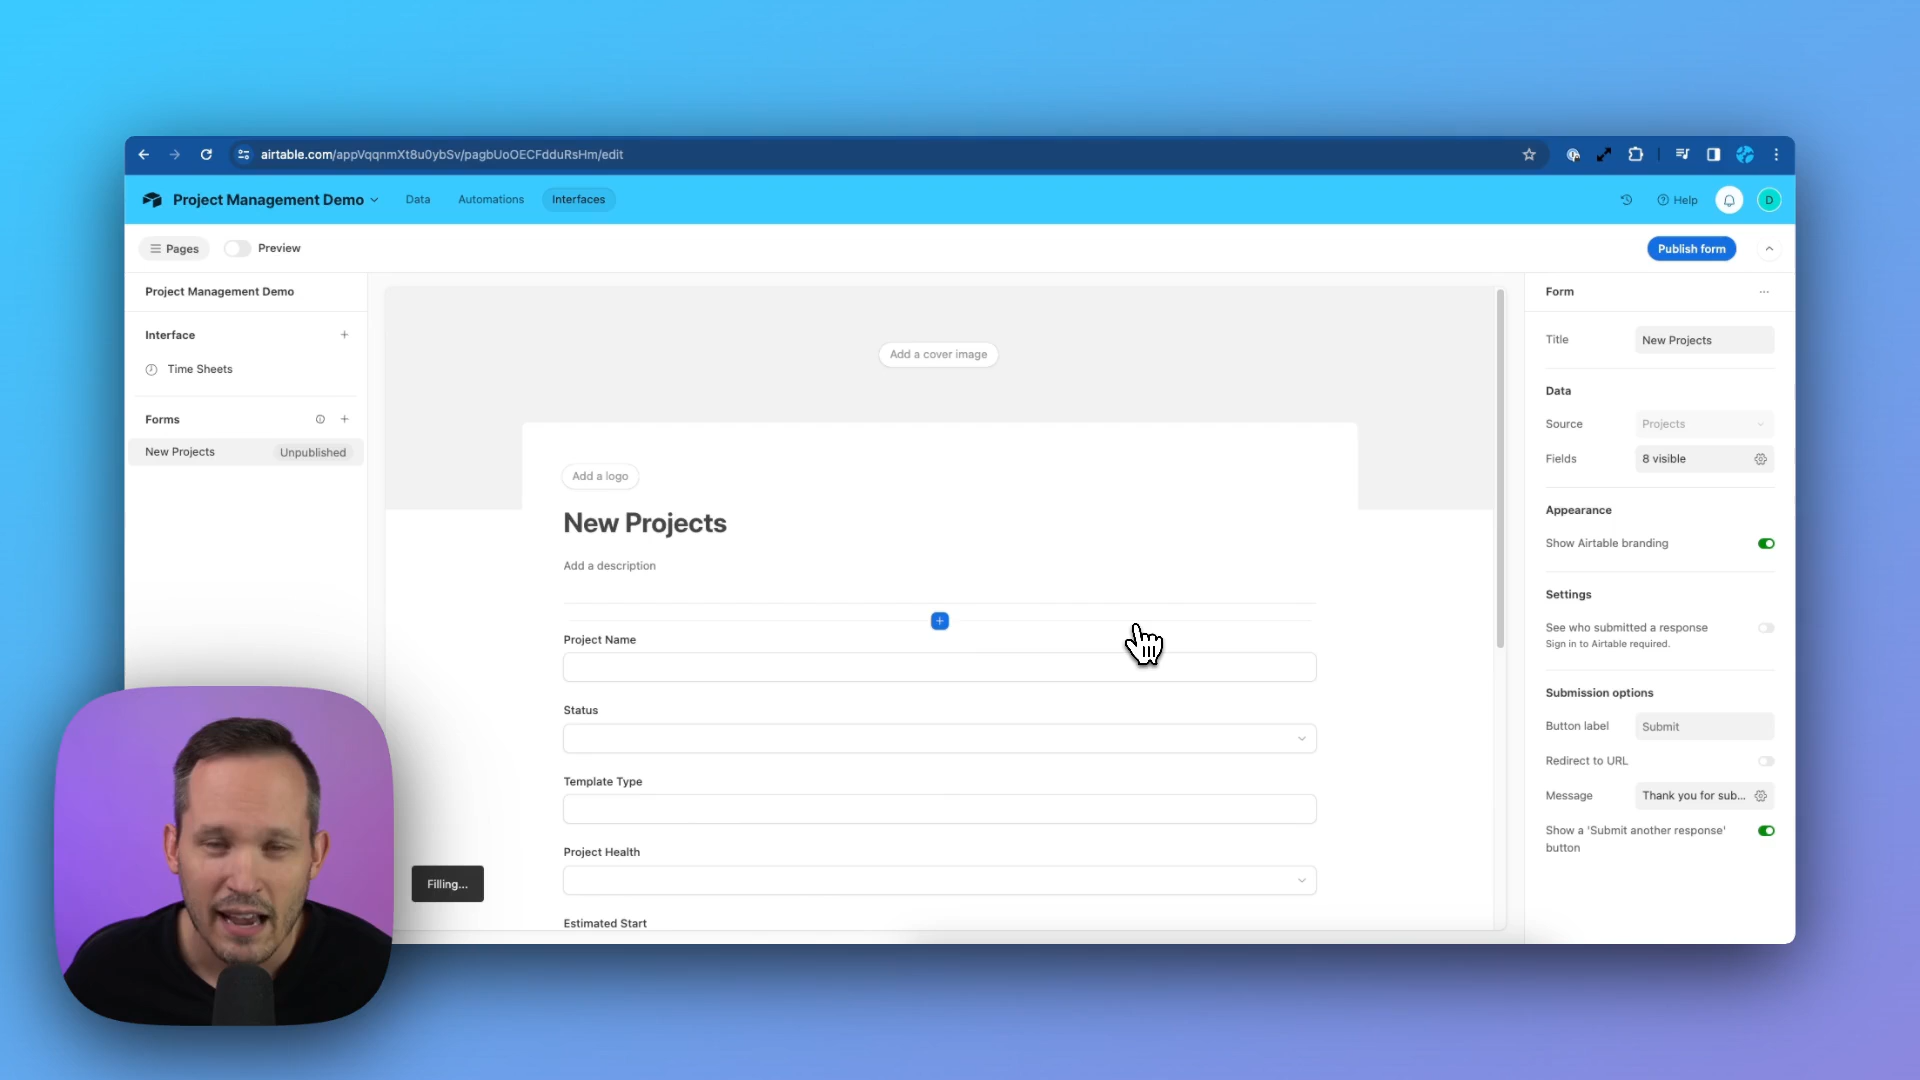 airtable.com/appVqqnmXt8u0ybSv/pagbUoOECFdduRsHm/edit
Project Management Demo
Data
Automations
Interfaces
Help
D
Pages
Preview
Publish form
Project Management Demo
Interface
Time Sheets
Forms
New Projects
Unpublished
Add a cover image
Add a logo
New Projects
Add a description
Project Name
Status
Template Type
Project Health
Estimated Start
Filling...
Form
Title
New Projects
Data
Source
Projects
Fields
8 visible
Appearance
Show Airtable branding
Settings
See who submitted a response
Sign in to Airtable required.
Submission options
Button label
Submit
Redirect to URL
Message
Thank you for sub...
Show a 'Submit another response'
button